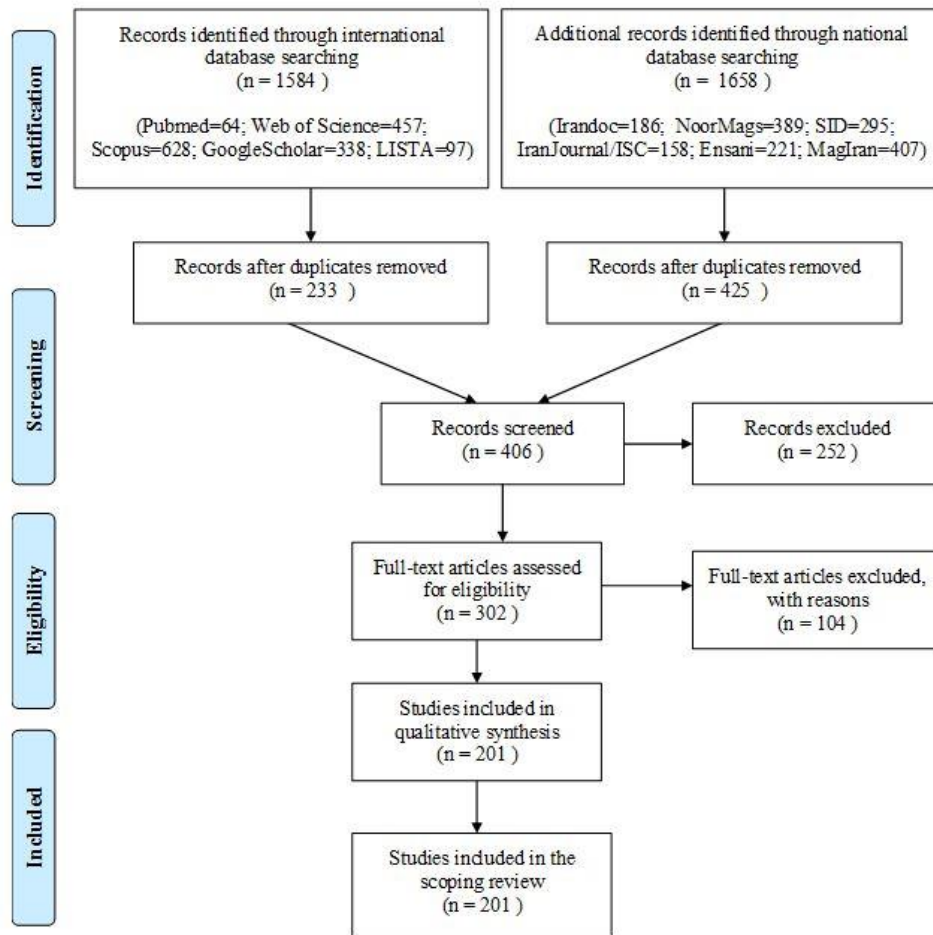 Identification
Records identified through international
database searching
(n = 1584 )
(Pubmed=64; Web of Science=457;
Scopus=628; GoogleScholar=338; LISTA=97)
Additional records identified through national
database searching
(n = 1658 )
(Irandoc=186; NoorMags=389; SID=295;
IranJournal/ISC=158; Ensani=221; MagIran=407)
Records after duplicates removed
(n = 233 )
Records after duplicates removed
(n = 425 )
Screening
Records screened
(n = 406 )
Records excluded
(n = 252 )
Eligibility
Full-text articles assessed
for eligibility
(n = 302 )
Full-text articles excluded,
with reasons
(n = 104 )
Studies included in
qualitative synthesis
(n = 201 )
Included
Studies included in the
scoping review
(n = 201 )